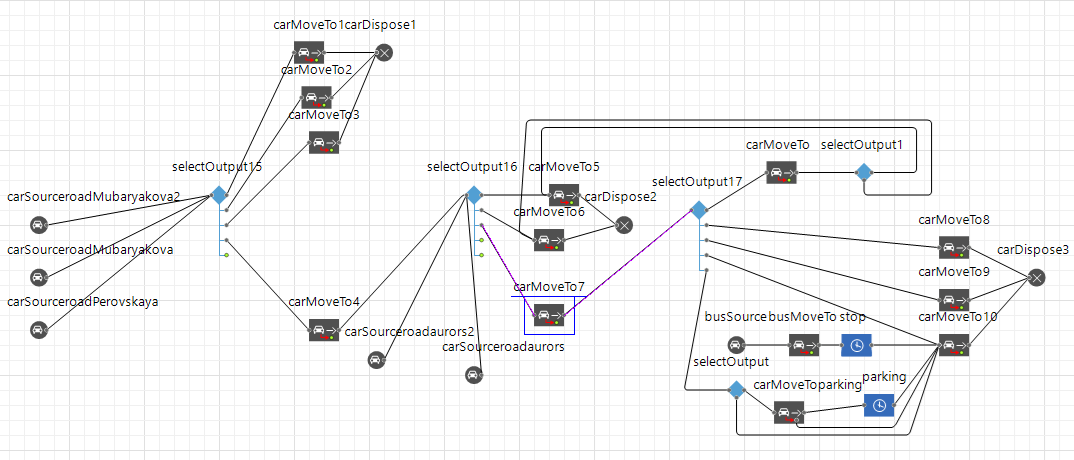 carMoveTo1carDispose1
carMoveTo2
carMoveTo3
selectOutput15
carSourceroadMubaryakova2
carSourceroadMubaryakova
carSourceroadPerovskaya
carMoveTo4
carSourceroadaurors2
carSourceroadaurors
selectOutput16
carMoveTo5
carDispose2
carMoveTo6
carMoveTo7
selectOutput17
carMoveTo
selectOutput1
carMoveTo8
carDispose3
carMoveTo9
carMoveTo10
busSource busMoveTo stop
selectOutput
carMoveToparking
parking